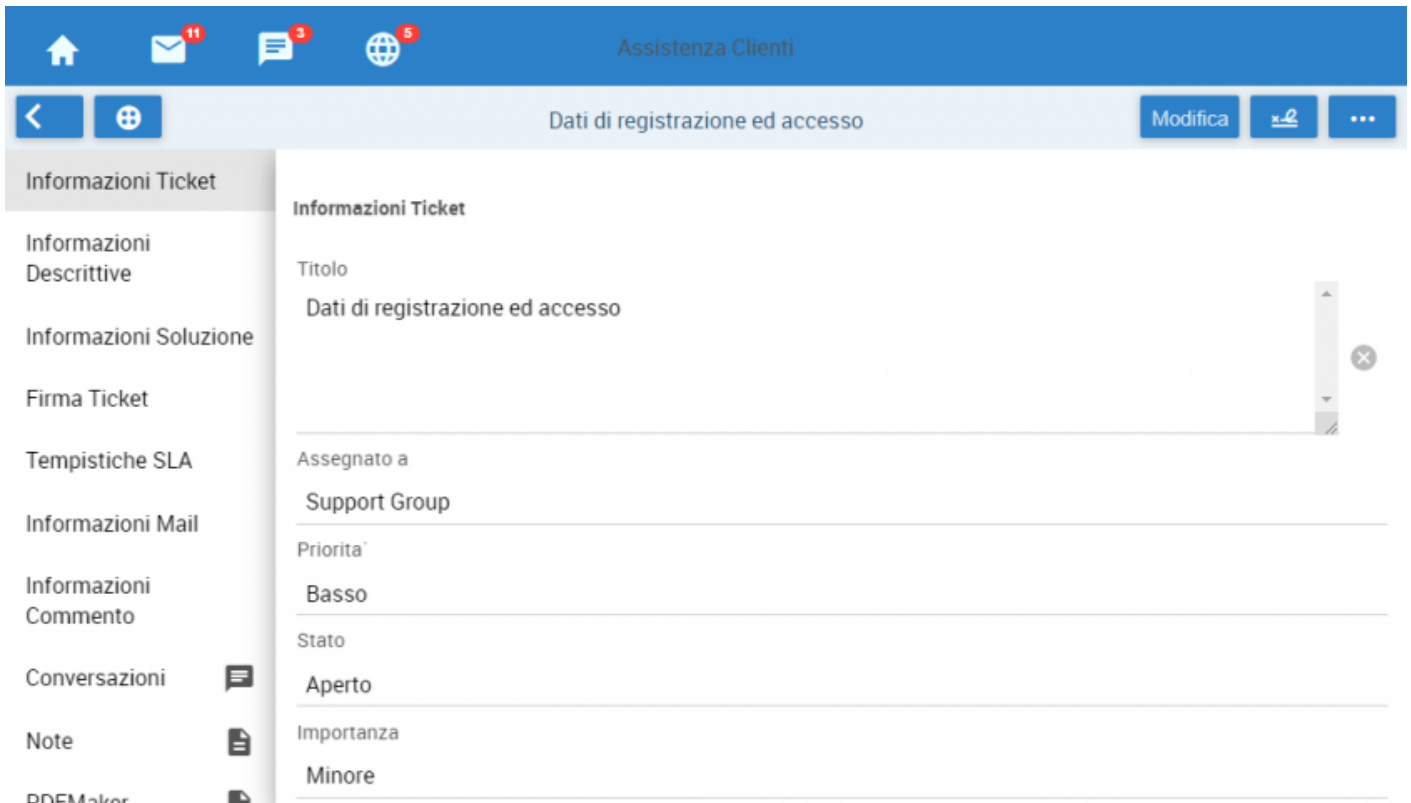 11
3
5
Assistenza Clienti
Dati di registrazione ed accesso
Modifica
Informazioni Ticket
Informazioni
Descrittive
Informazioni Soluzione
Firma Ticket
Tempistiche SLA
Informazioni Mail
Informazioni
Commento
Conversazioni
Note
PDFMaker
Informazioni Ticket
Titolo
Dati di registrazione ed accesso
Assegnato a
Support Group
Priorita`
Basso
Stato
Aperto
Importanza
Minore